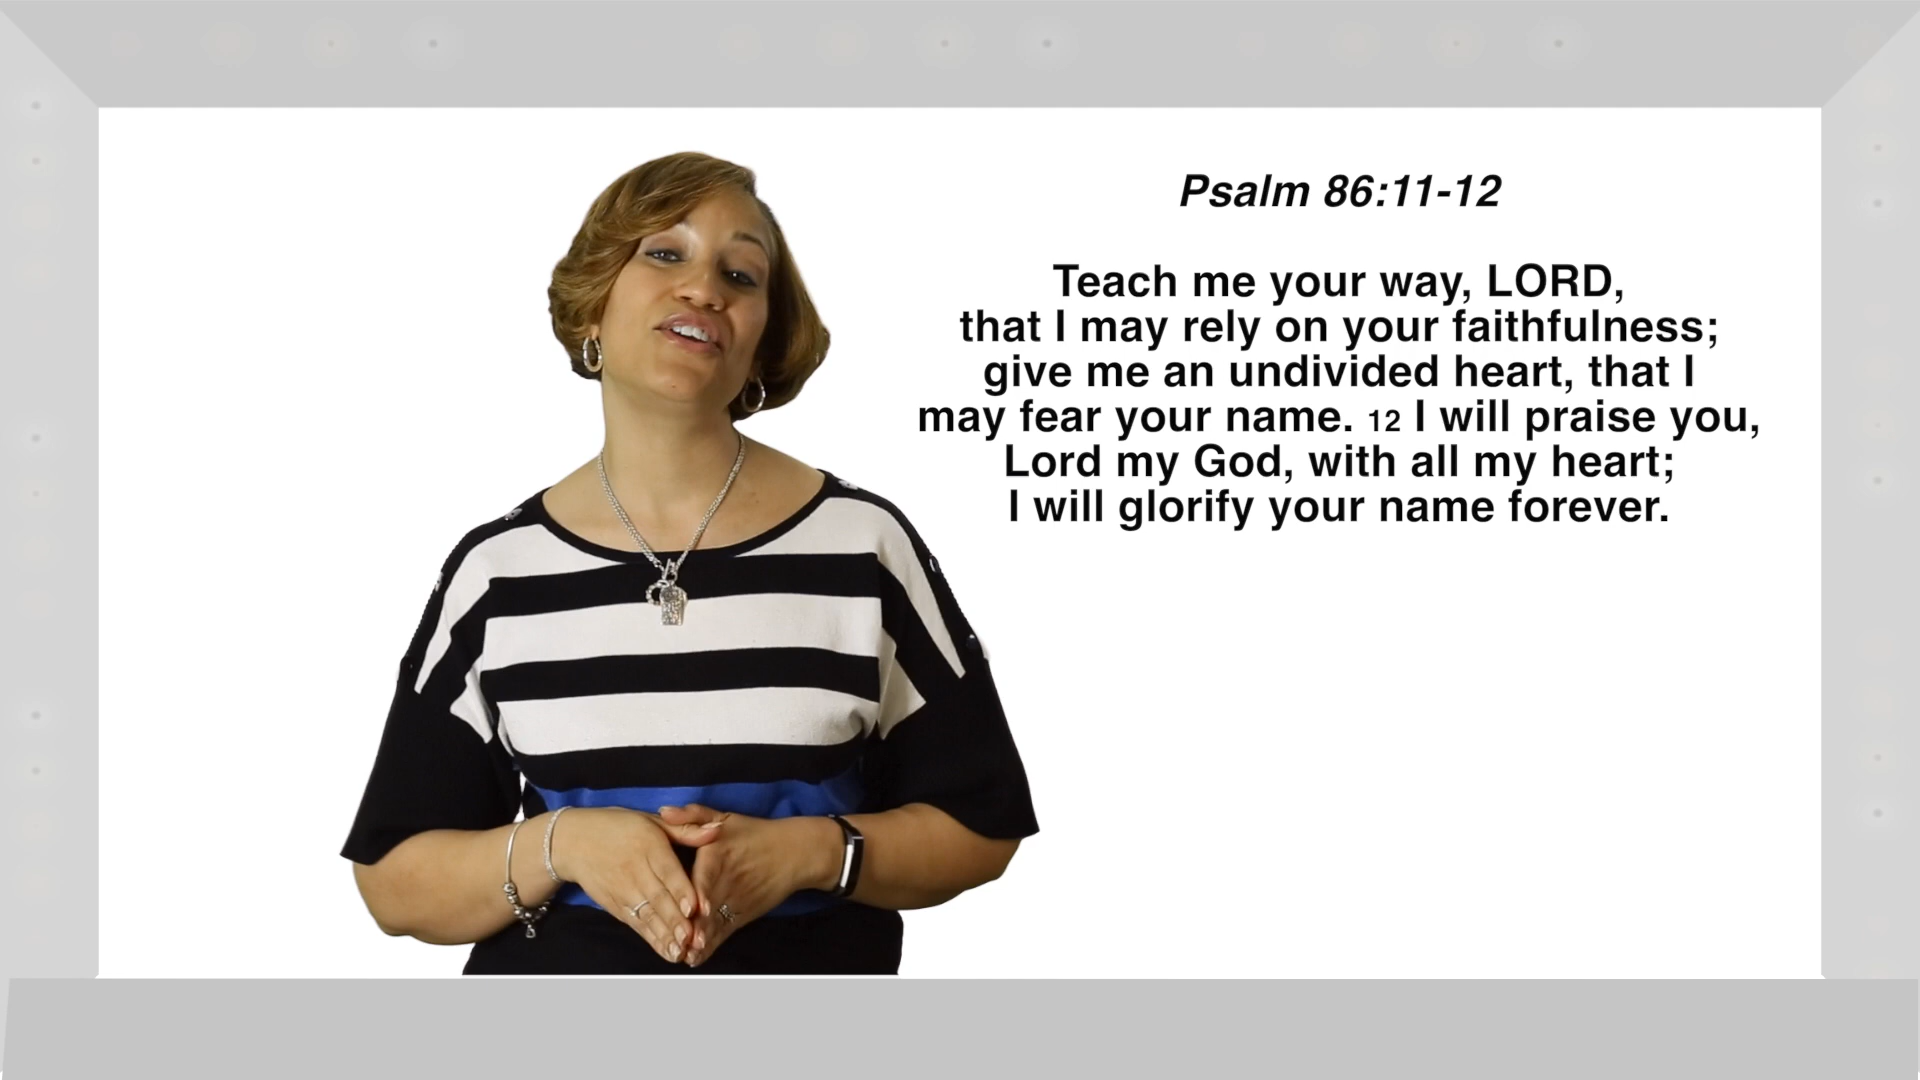 Psalm 86:11-12
Teach me your way, LORD,
that I may rely on your faithfulness;
give me an undivided heart, that I
may fear your name. 12 I will praise you,
Lord my God, with all my heart;
I will glorify your name forever.